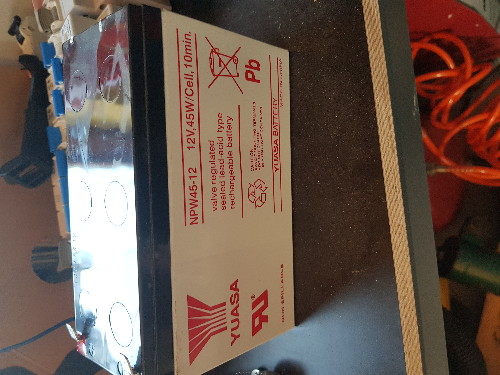 NPW45-12 12V,45W/Cell,10min.
valve regulated
sealed lead-acid type
rechargeable battery
Pb
YUASA BATTERY
YUASA